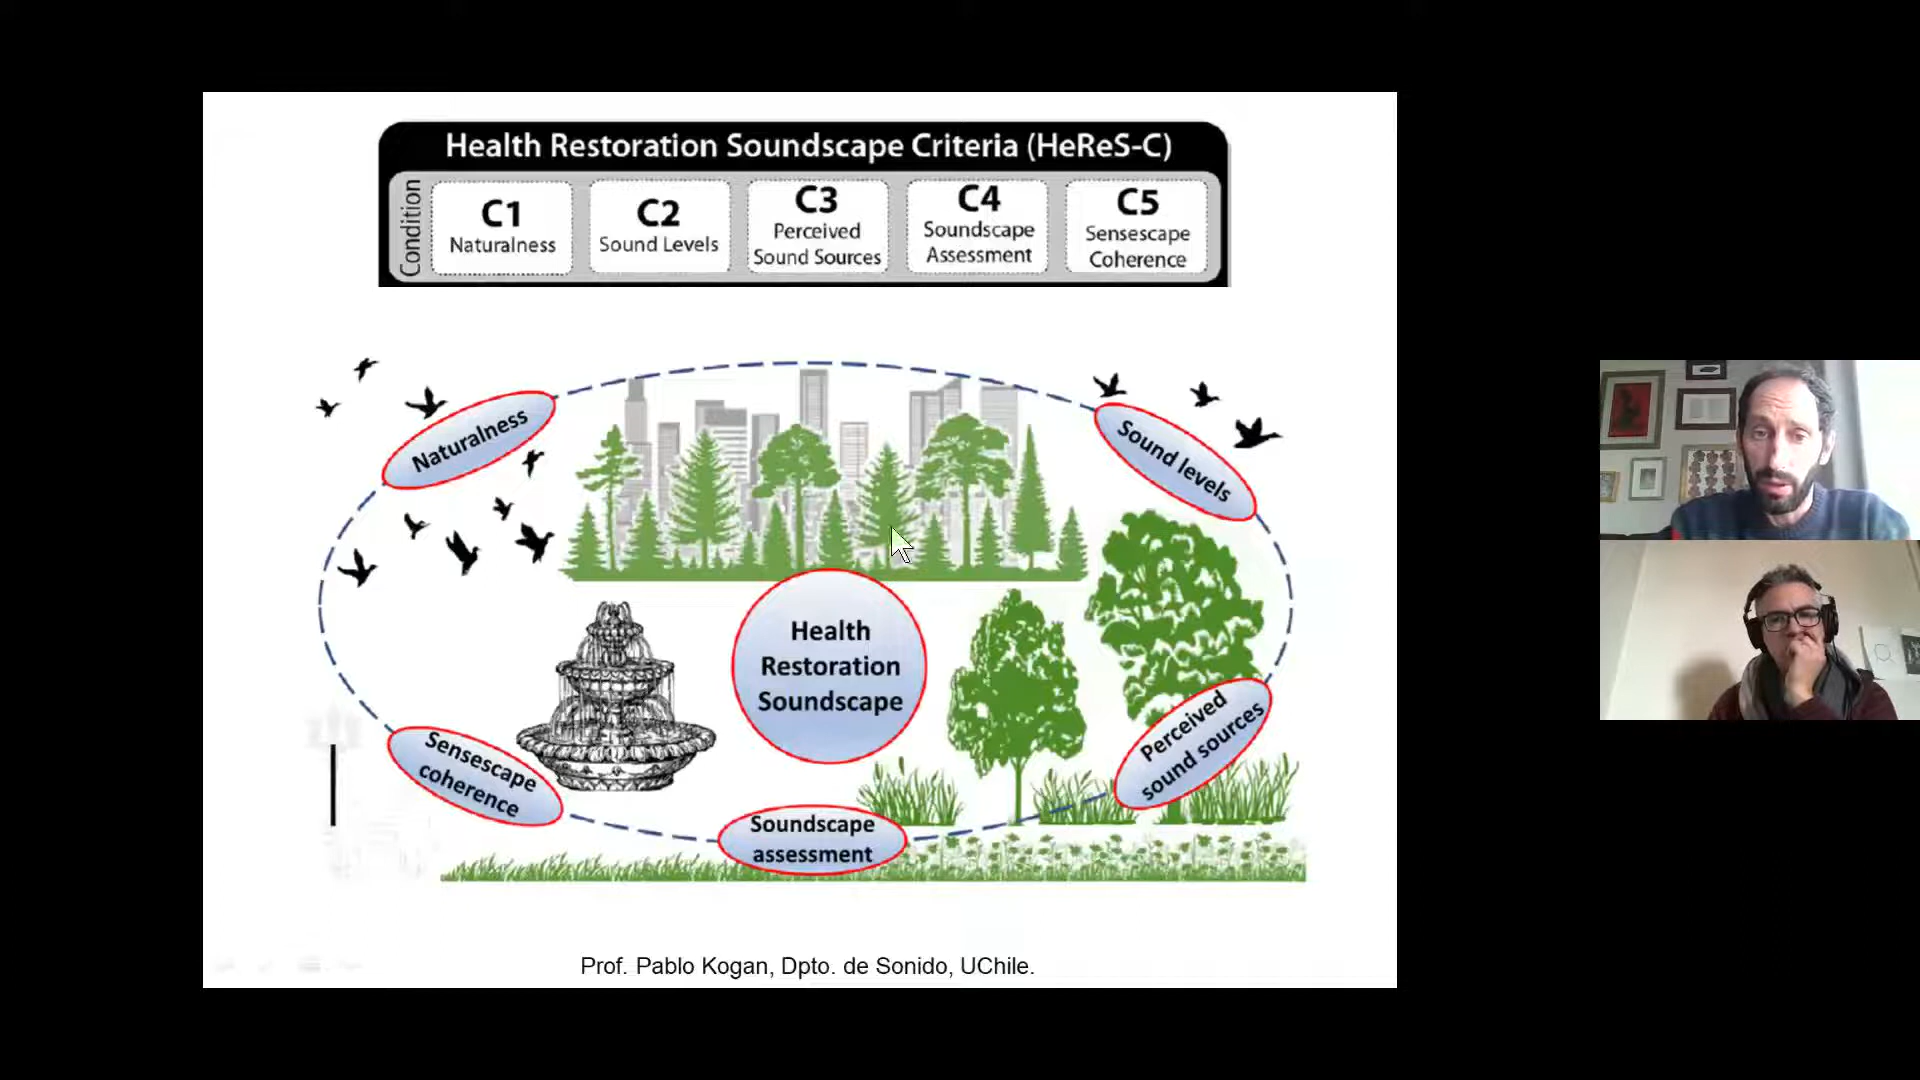 Health Restoration Soundscape Criteria (HeReS-C)
Condition
C1
Naturalness
C2
Sound Levels
C3
Perceived
Sound Sources
C4
Soundscape
Assessment
C5
Sensescape
Coherence
Naturalness
Sound levels
Health
Restoration
Soundscape
Perceived
sound sources
Sensescape
coherence
Soundscape
assessment
Prof. Pablo Kogan, Dpto. de Sonido, UChile.